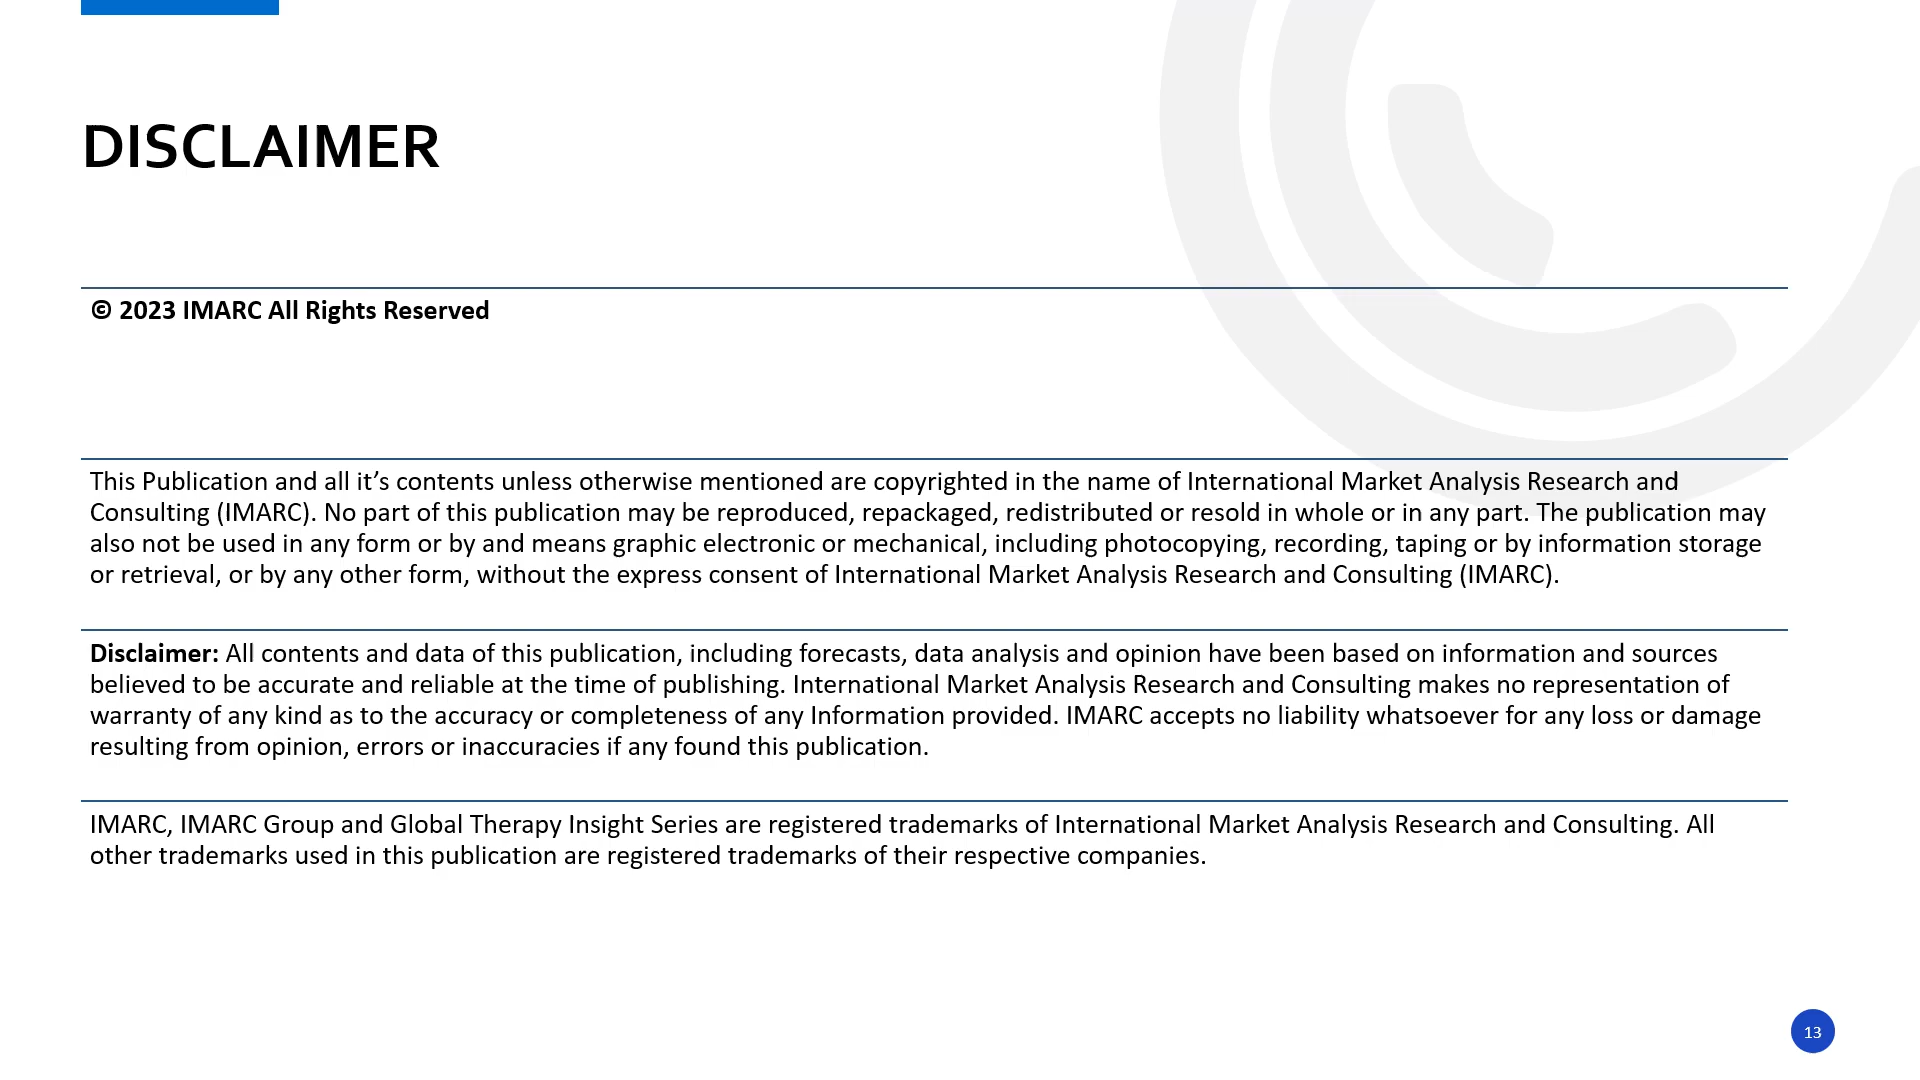 DISCLAIMER
© 2023 IMARC All Rights Reserved
This Publication and all it’s contents unless otherwise mentioned are copyrighted in the name of International Market Analysis Research and
Consulting (IMARC). No part of this publication may be reproduced, repackaged, redistributed or resold in whole or in any part. The publication may
also not be used in any form or by and means graphic electronic or mechanical, including photocopying, recording, taping or by information storage
or retrieval, or by any other form, without the express consent of International Market Analysis Research and Consulting (IMARC).
Disclaimer: All contents and data of this publication, including forecasts, data analysis and opinion have been based on information and sources
believed to be accurate and reliable at the time of publishing. International Market Analysis Research and Consulting makes no representation of
warranty of any kind as to the accuracy or completeness of any Information provided. IMARC accepts no liability whatsoever for any loss or damage
resulting from opinion, errors or inaccuracies if any found this publication.
IMARC, IMARC Group and Global Therapy Insight Series are registered trademarks of International Market Analysis Research and Consulting. All
other trademarks used in this publication are registered trademarks of their respective companies.
13